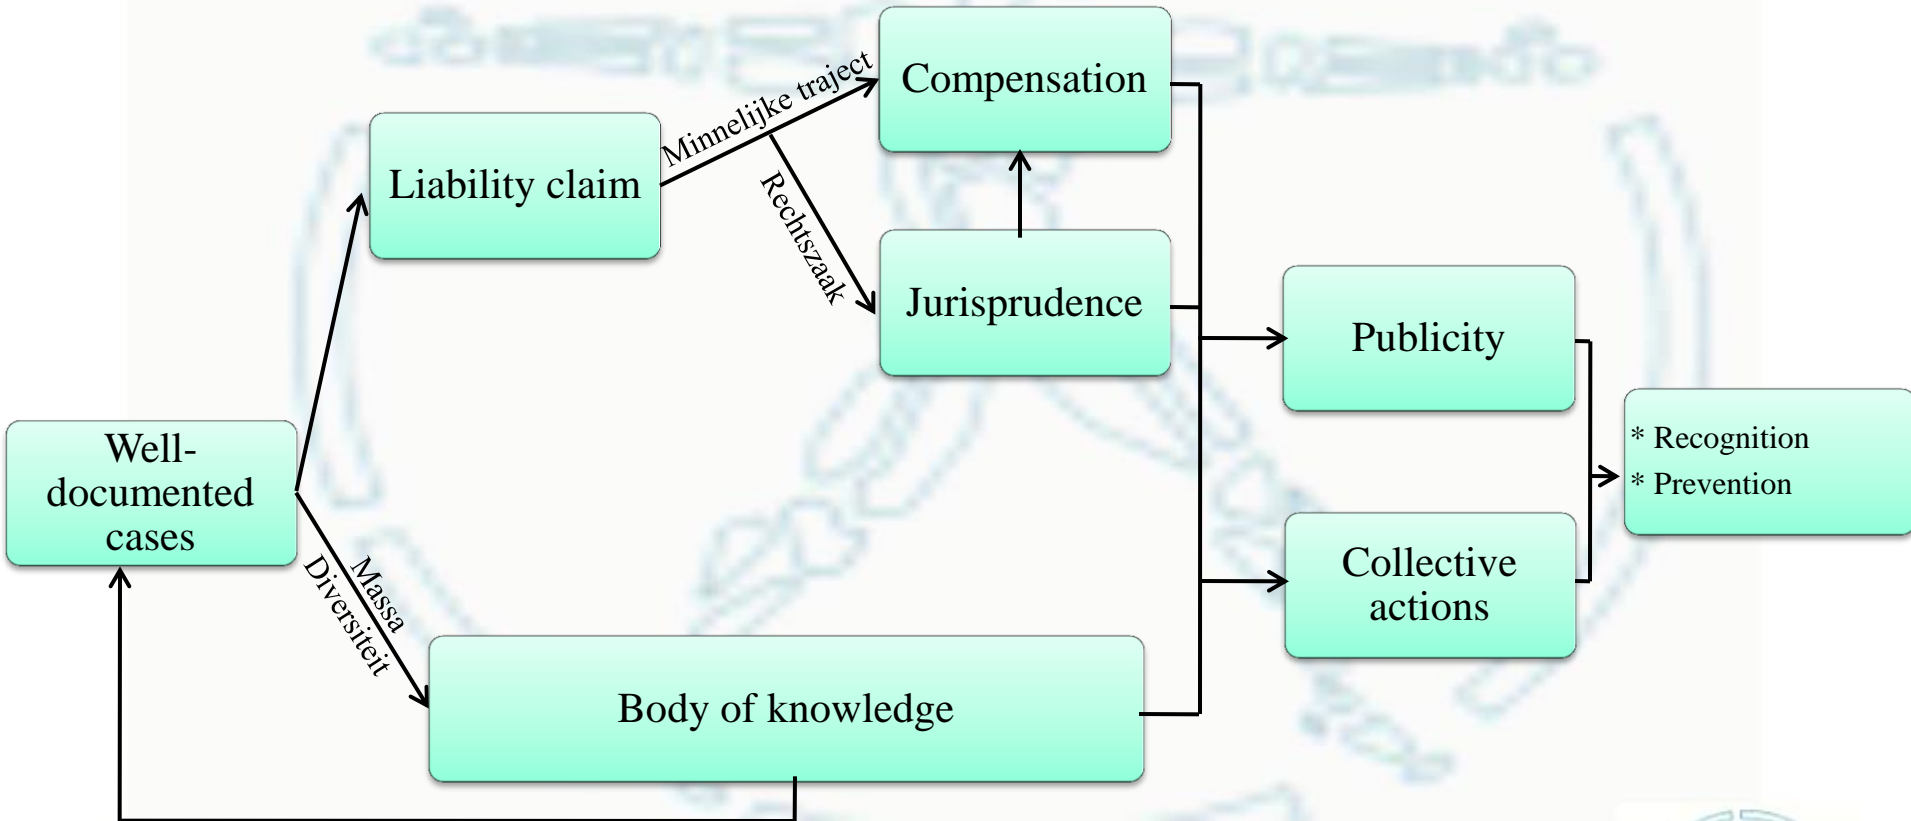 Compensation
Minnelijke traject
Liability claim
Rechtszaak
Jurisprudence
Publicity
Well-
documented
cases
* Recognition
* Prevention
Massa
Diversiteit
Collective
actions
Body of knowledge